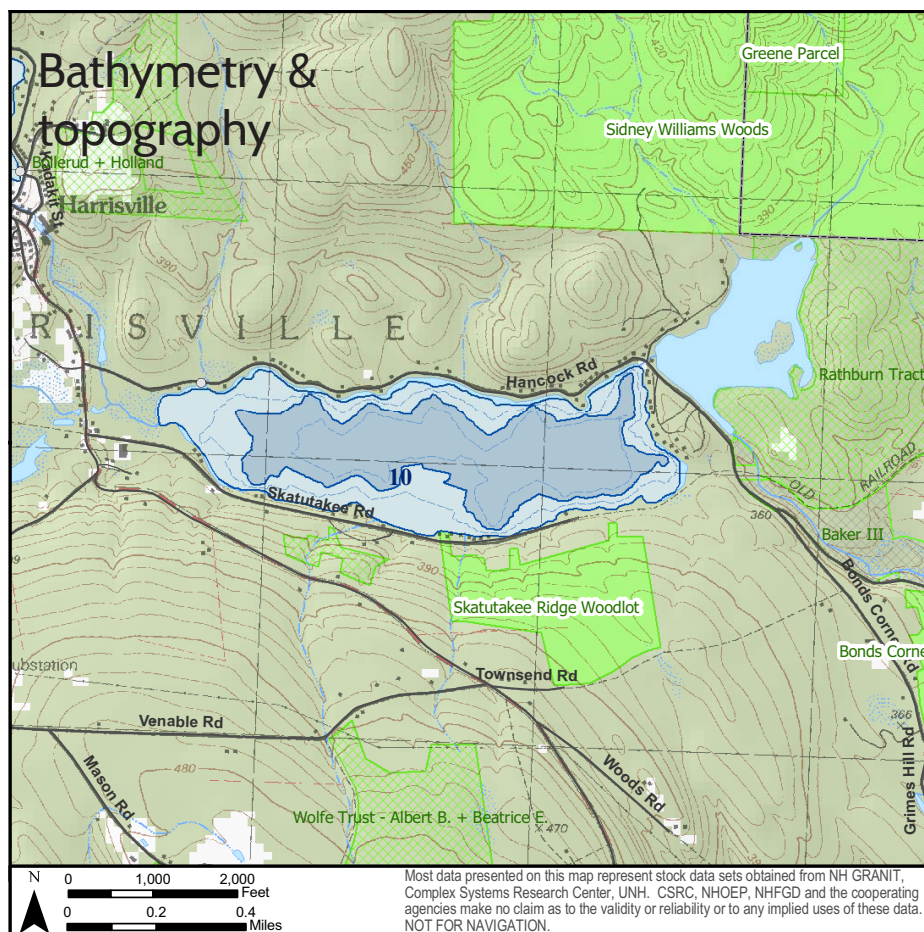 Bathymetry &
topography
Greene Parcel
Sidney Williams Woods
420
450
Bollerud + Holland
Harrisville
390
390
RISVILLE
Hancock Rd
Rathburn Tract
10
Skatutakee Rd
OLD
RAILROAD
360
Baker III
390
Bonds Corner Rd
Skatutakee Ridge Woodlot
Bonds Corne
ubstation
Townsend Rd
366
Venable Rd
Mason Rd
480
Woods Rd
Grimes Hill Rd
Wolfe Trust - Albert B. + Beatrice E.
470
N
0 1,000 2,000
Feet
0 0.2 0.4
Miles
Most data presented on this map represent stock data sets obtained from NH GRANIT,
Complex Systems Research Center, UNH. CSRC, NHOEP, NHFGD and the cooperating
agencies make no claim as to the validity or reliability or to any implied uses of these data.
NOT FOR NAVIGATION.